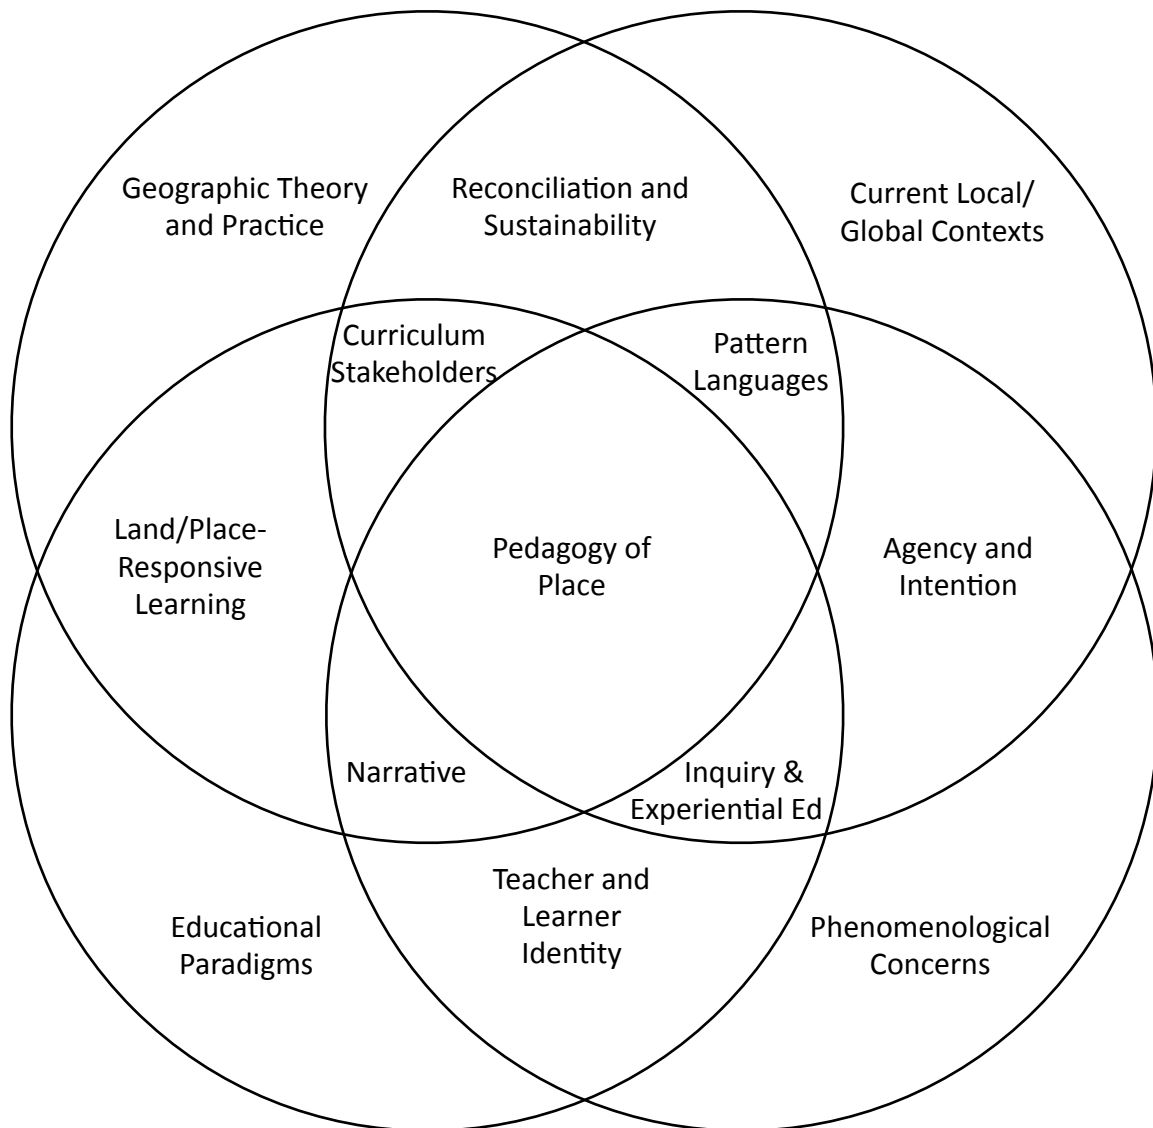 Geographic Theory
and Practice
Reconciliation and
Sustainability
Current Local/
Global Contexts
Curriculum
Stakeholders
Pattern
Languages
Land/Place-
Responsive
Learning
Pedagogy of
Place
Agency and
Intention
Narrative
Inquiry &
Experiential Ed
Educational
Paradigms
Teacher and
Learner
Identity
Phenomenological
Concerns